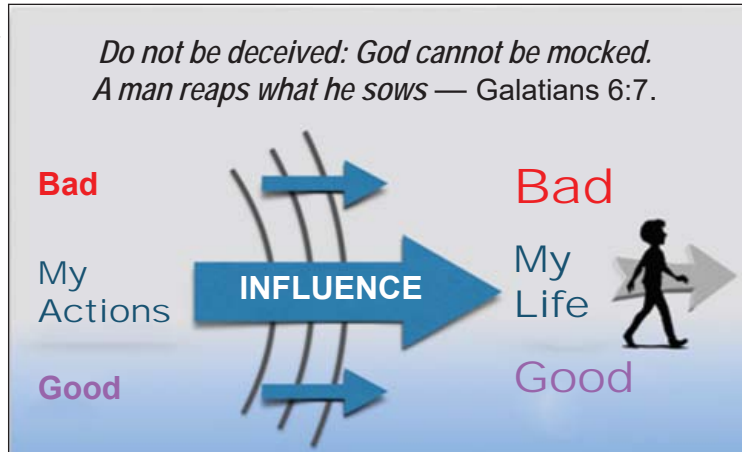 Do not be deceived: God cannot be mocked.
A man reaps what he sows — Galatians 6:7.
Bad
My
Actions
Good
INFLUENCE
Bad
My
Life
Good